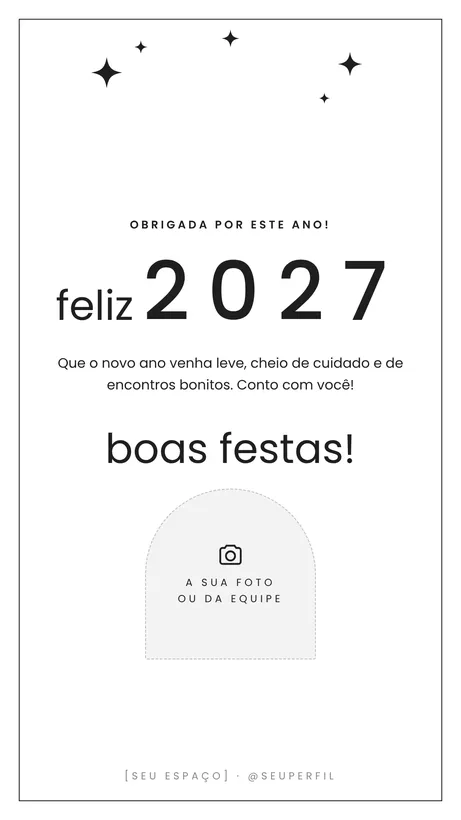 OBRIGADA POR ESTE ANO!
feliz 2027
Que o novo ano venha leve, cheio de cuidado e de
encontros bonitos. Conto com você!
boas festas!
A SUA FOTO
OU DA EQUIPE
[SEU ESPAÇO] · @SEUPERFIL